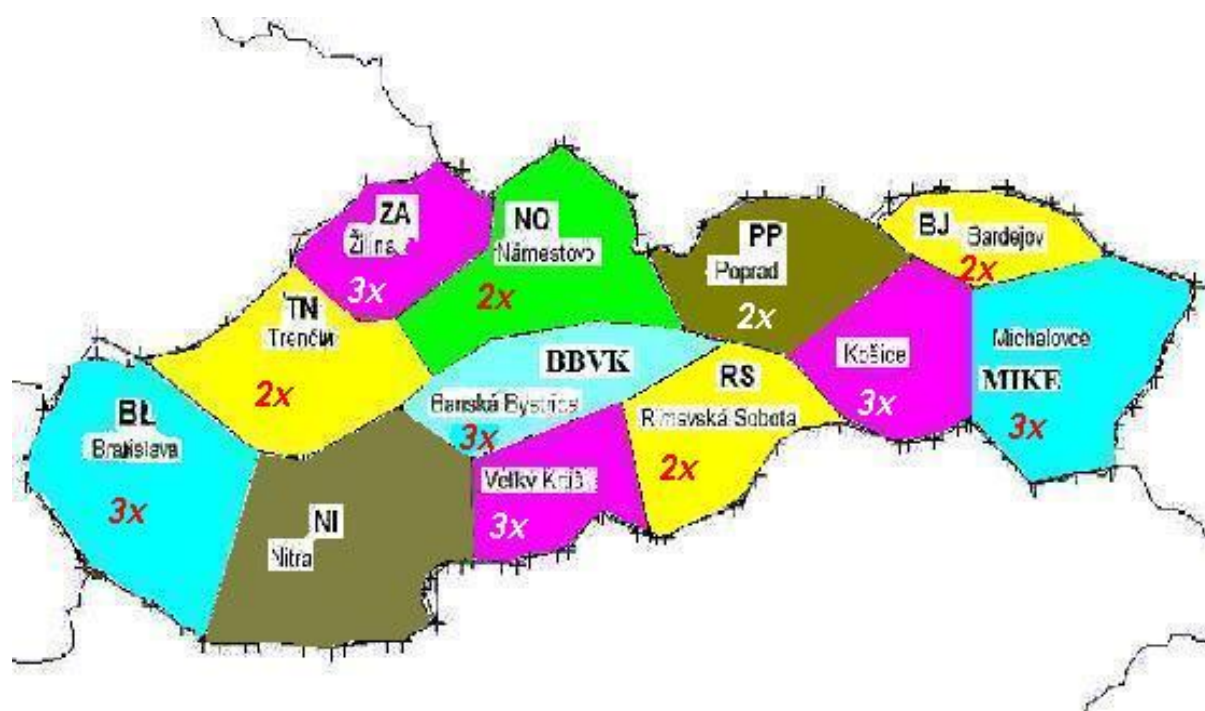 ZA
Žilina
3x
NO
Námestovo
2x
PP
Poprad
2x
BJ
Bardejov
2x
TN
Trenčín
2x
BBVK
Banská Bystrica
3x
RS
Rimavská Sobota
2x
Košice
3x
Michalovce
MIKE
3x
BL
Bratislava
3x
NI
Nitra
Veľký
3x